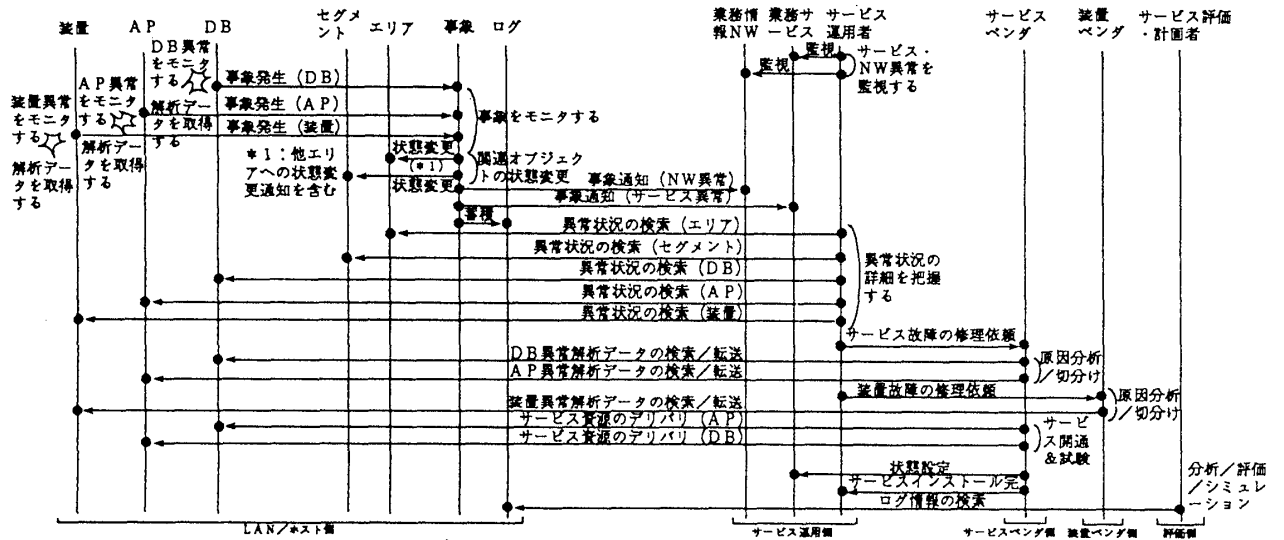 装置
AP
DB
セグメ
ント
エリア
事象
ログ
業務情
報NW
業務サ
ービス
サービス
運用者
サービス
ベンダ
装置
ベンダ
サービス評価
・計画者
DB異常
をモニタ
する
AP異常
をモニタ
する
装置異常
をモニタ
する
解析デー
タを取得
する
解析デー
タを取得
する
解析デー
タを取得
する
事象発生(DB)
事象発生(AP)
事象発生(装置)
事象をモニタする
監視
監視
サービス・
NW異常を
監視する
状態変更
(*1)
状態変更
*1:他エリ
アへの状態変
更通知を含む
関連オブジェク
トの状態変更
事象通知(NW異常)
事象通知(サービス異常)
蓄積
異常状況の検索(エリア)
異常状況の検索(セグメント)
異常状況の検索(DB)
異常状況の検索(AP)
異常状況の検索(装置)
異常状況の
詳細を把握
する
サービス故障の修理依頼
DB異常解析データの検索/転送
AP異常解析データの検索/転送
原因分析
/切分け
装置故障の修理依頼
装置異常解析データの検索/転送
原因分析
/切分け
サービス資源のデリバリ(AP)
サービス資源のデリバリ(DB)
サービ
ス開通
&試験
状態設定
サービスインストール完
ログ情報の検索
分析/評価
/シミュレ
ーション
LAN/ホスト側
サービス運用側
サービスベンダ側
装置ベンダ側
評価側